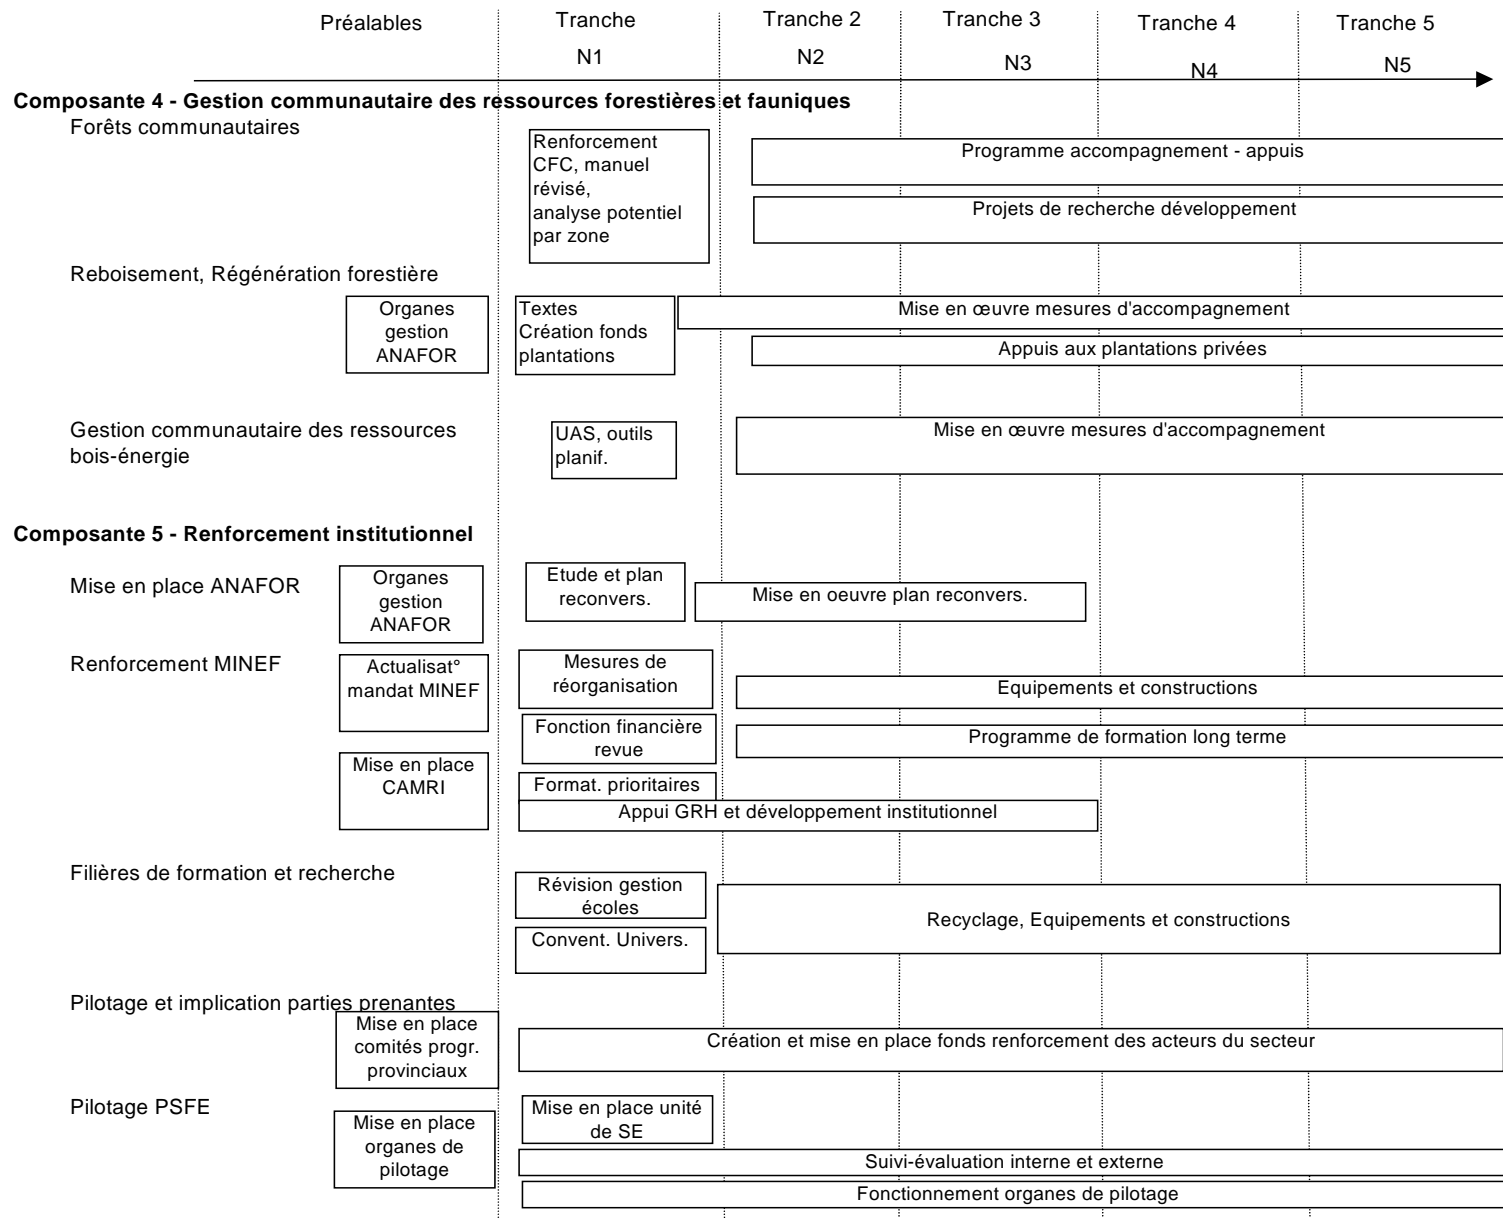 Préalables
Tranche
N1
Tranche 2
N2
Tranche 3
N3
Tranche 4
N4
Tranche 5
N5
Composante 4 - Gestion communautaire des ressources forestières et fauniques
Forêts communautaires
Renforcement
CFC, manuel
révisé,
analyse potentiel
par zone
Programme accompagnement - appuis
Projets de recherche développement
Reboisement, Régénération forestière
Organes
gestion
ANAFOR
Textes
Création fonds
plantations
Mise en œuvre mesures d'accompagnement
Appuis aux plantations privées
Gestion communautaire des ressources
bois-énergie
UAS, outils
planif.
Mise en œuvre mesures d'accompagnement
Composante 5 - Renforcement institutionnel
Mise en place ANAFOR
Organes
gestion
ANAFOR
Etude et plan
reconvers.
Mise en oeuvre plan reconvers.
Renforcement MINEF
Actualisat°
mandat MINEF
Mesures de
réorganisation
Equipements et constructions
Fonction financière
revue
Programme de formation long terme
Mise en place
CAMRI
Format. prioritaires
Appui GRH et développement institutionnel
Filières de formation et recherche
Révision gestion
écoles
Convent. Univers.
Recyclage, Equipements et constructions
Pilotage et implication parties prenantes
Mise en place
comités progr.
provinciaux
Création et mise en place fonds renforcement des acteurs du secteur
Pilotage PSFE
Mise en place
organes de
pilotage
Mise en place unité
de SE
Suivi-évaluation interne et externe
Fonctionnement organes de pilotage